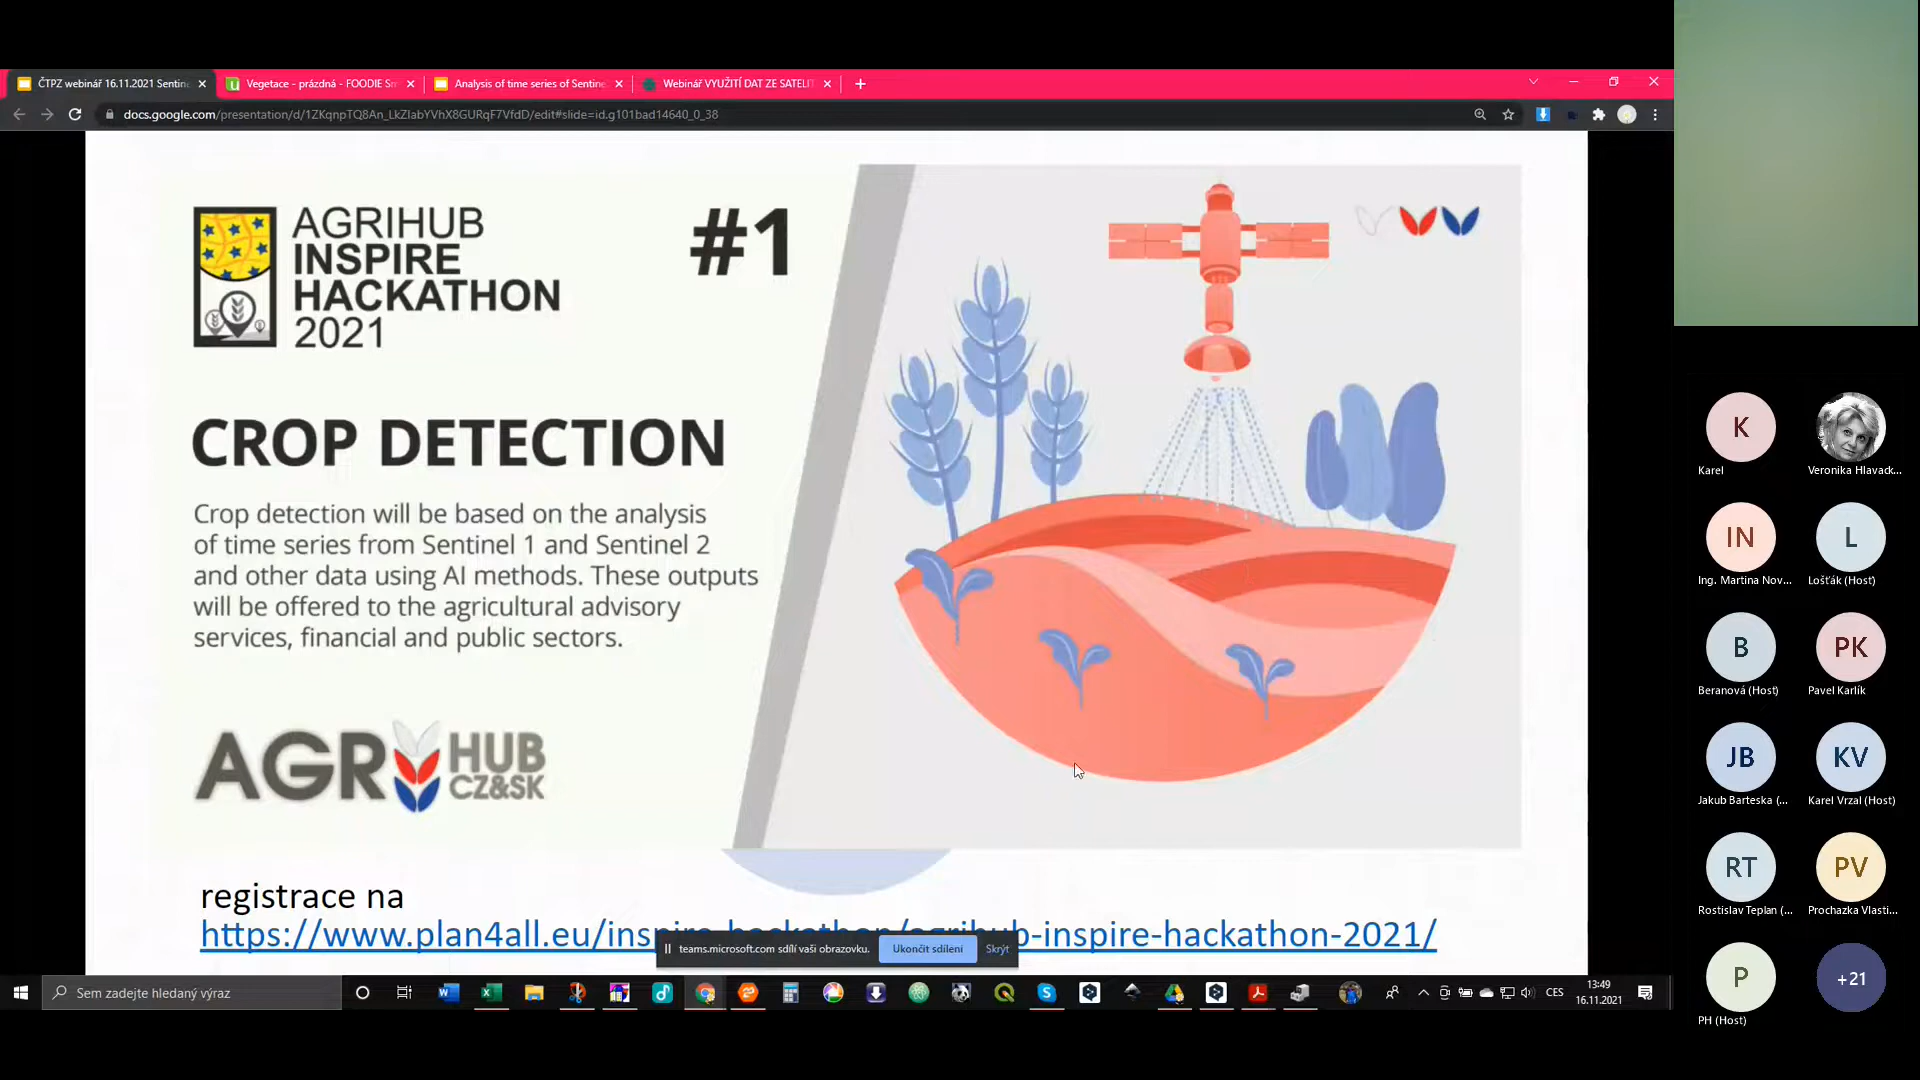 ČTPZ webinář 16.11.2021 Sentin
Vegetace - prázdná - FOODIE Sm
Analysis of time series of Sentine
Webinář VYUŽITÍ DAT ZE SATELIT
docs.google.com/presentation/d/1ZKqnpTQ8An_LkZIabYVhX8GURqF7VfdD/edit#slide=id.g101bad14640_0_38
AGRIHUB
INSPIRE
HACKATHON
2021
#1
CROP DETECTION
Crop detection will be based on the analysis
of time series from Sentinel 1 and Sentinel 2
and other data using AI methods. These outputs
will be offered to the agricultural advisory
services, financial and public sectors.
AGR HUB
CZ&SK
registrace na
https://www.plan4all.eu/inspire-hackathon/agrihub-inspire-hackathon-2021/
teams.microsoft.com sdílí vaši obrazovku.
Ukončit sdílení
Skrýt
Sem zadejte hledaný výraz
CES
13:49
16.11.2021
K
Karel
Veronika Hlavack...
IN
Ing. Martina Nov...
L
Lošťák (Host)
B
Beranová (Host)
PK
Pavel Karlík
JB
Jakub Barteska (...
KV
Karel Vrzal (Host)
RT
Rostislav Teplan (...
PV
Prochazka Vlasti...
P
PH (Host)
+21